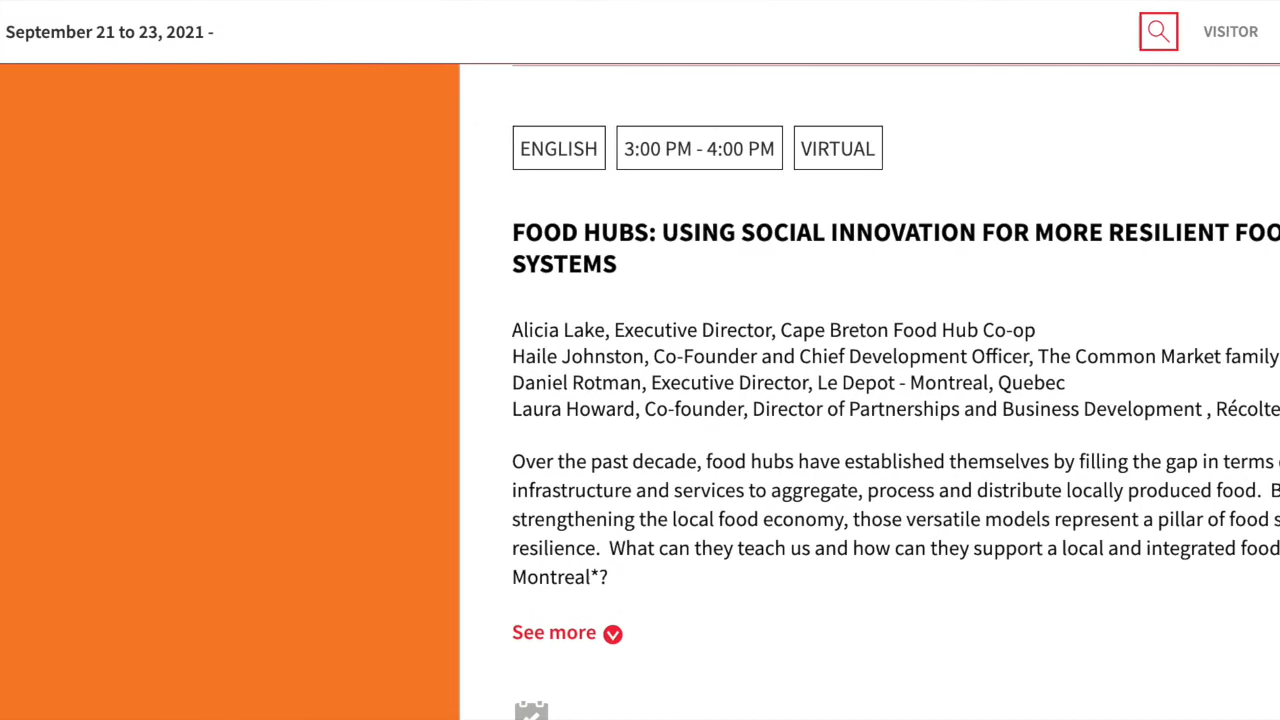 September 21 to 23, 2021 -
VISITOR
ENGLISH
3:00 PM - 4:00 PM
VIRTUAL
FOOD HUBS: USING SOCIAL INNOVATION FOR MORE RESILIENT FOO
SYSTEMS
Alicia Lake, Executive Director, Cape Breton Food Hub Co-op
Haile Johnston, Co-Founder and Chief Development Officer, The Common Market family
Daniel Rotman, Executive Director, Le Depot - Montreal, Quebec
Laura Howard, Co-founder, Director of Partnerships and Business Development , Récolte
Over the past decade, food hubs have established themselves by filling the gap in terms
infrastructure and services to aggregate, process and distribute locally produced food. B
strengthening the local food economy, those versatile models represent a pillar of food s
resilience. What can they teach us and how can they support a local and integrated food
Montreal*?
See more